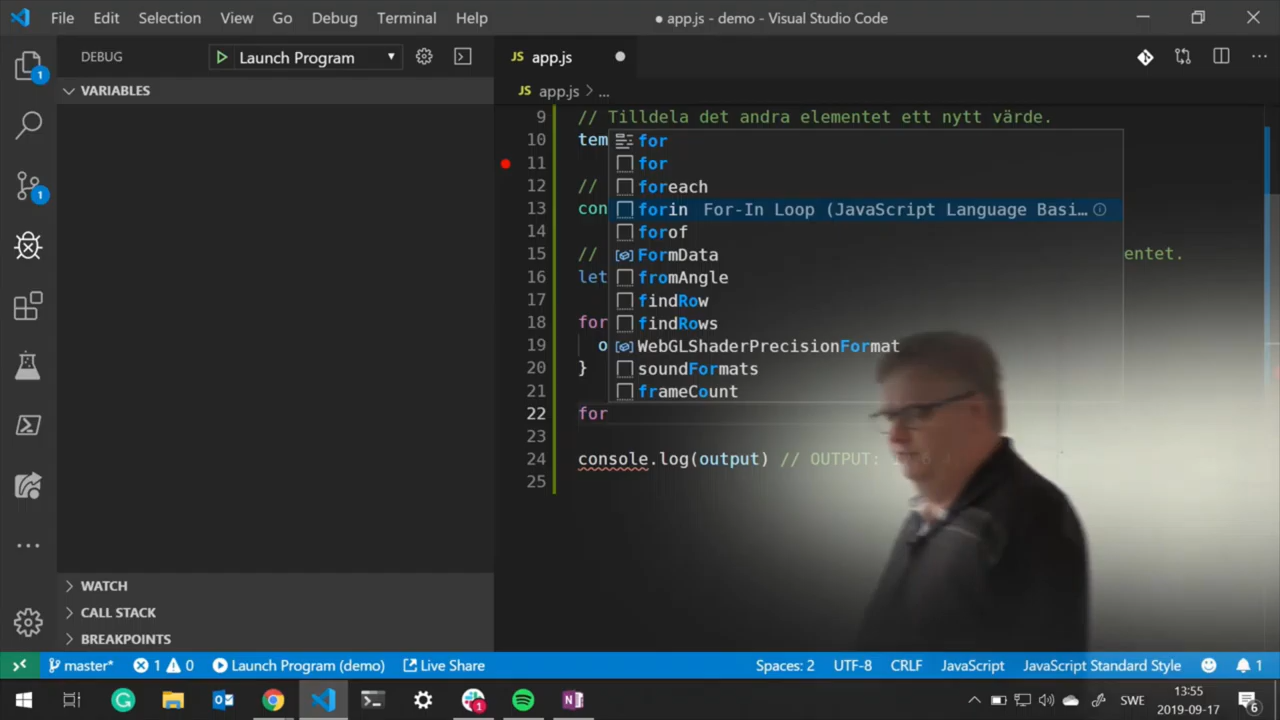 File Edit Selection View Go Debug Terminal Help
● app.js - demo - Visual Studio Code
DEBUG
Launch Program
JS app.js
VARIABLES
JS app.js > ...
9 // Tilldela det andra elementet ett nytt värde.
10 tem
11
12 //
13 con
14
15 // entet.
16 let
17
18 for
19 o
20 }
21
22 for
23
24 console.log(output) // OUTPUT:
25
for
for
foreach
forin For-In Loop (JavaScript Language Basi…
forof
FormData
fromAngle
findRow
findRows
WebGLShaderPrecisionFormat
soundFormats
frameCount
WATCH
CALL STACK
BREAKPOINTS
1
1
master* 1 0 Launch Program (demo) Live Share
Spaces: 2 UTF-8 CRLF JavaScript JavaScript Standard Style 1
1
SWE
13:55
2019-09-17
6